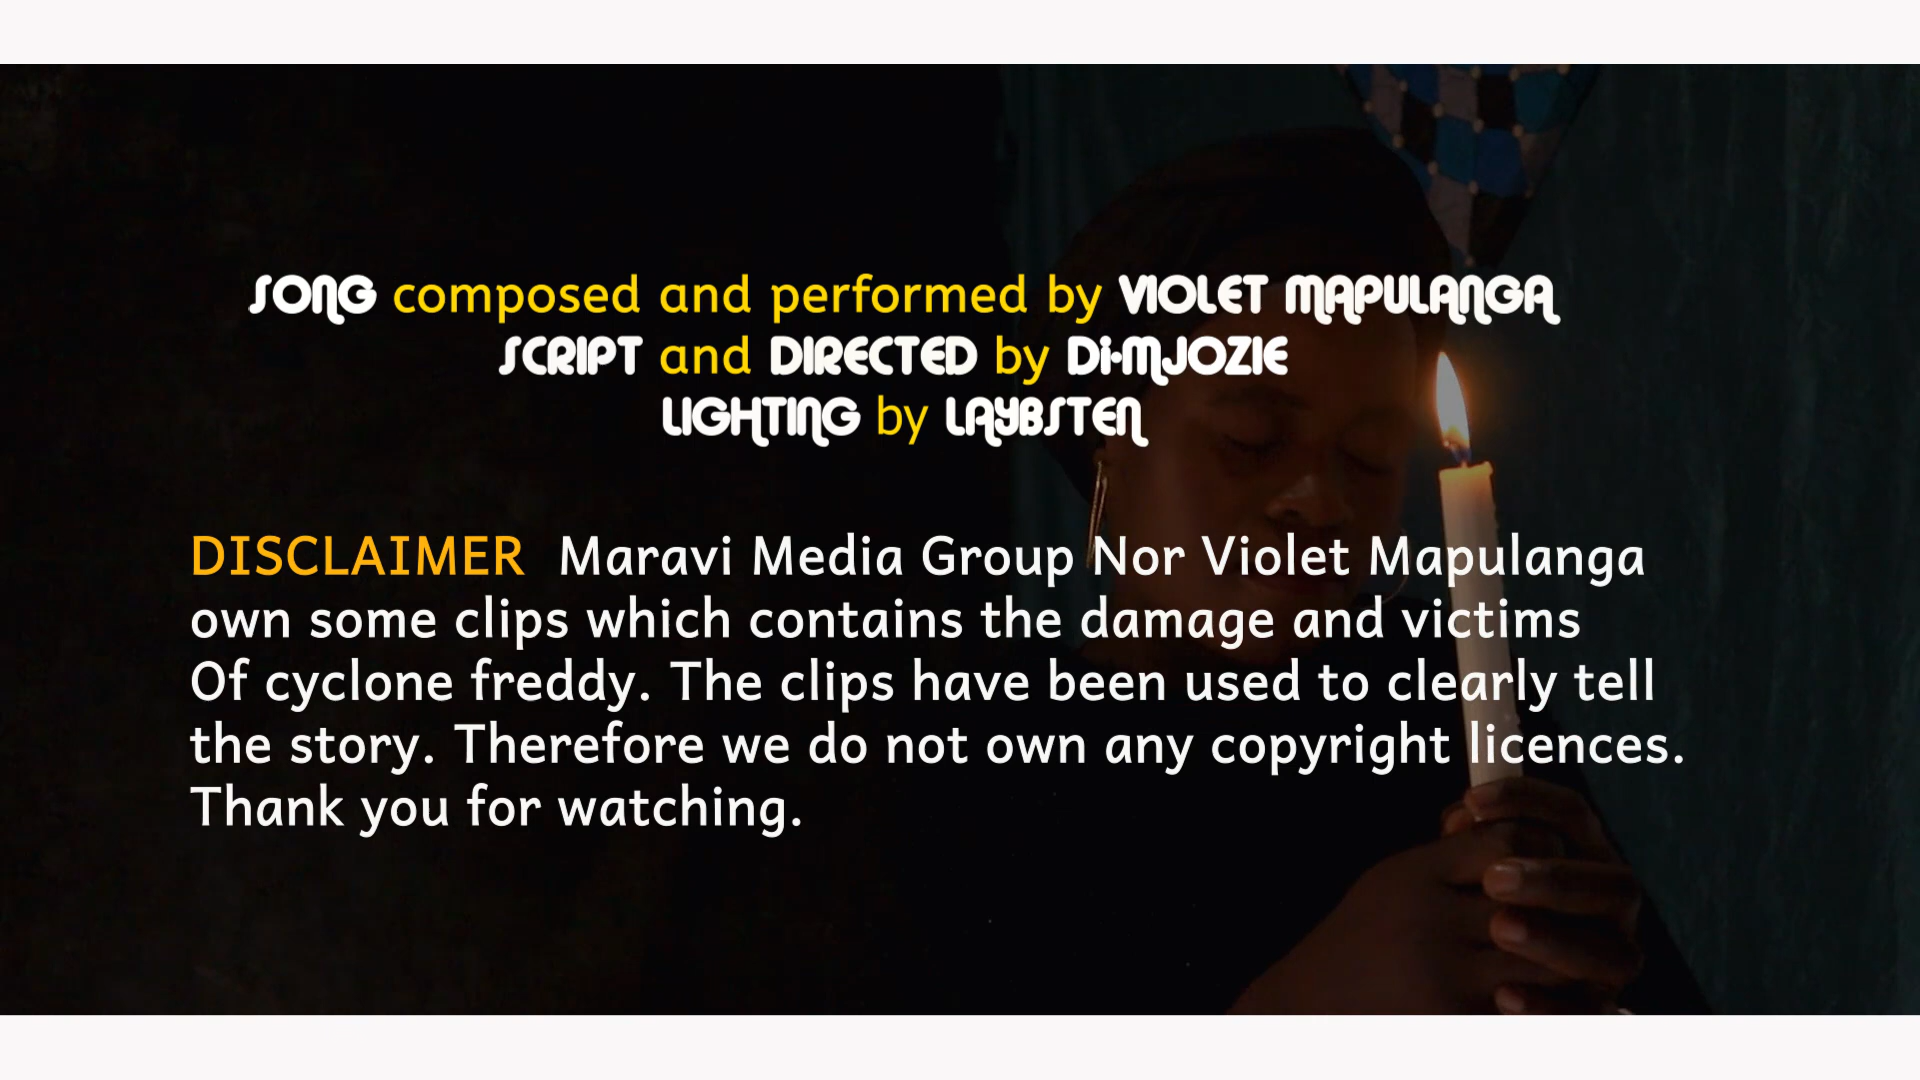 SONG composed and performed by VIOLET MAPULANGA
SCRIPT and DIRECTED by Di-MJOZIE
LIGHTING by LAYBSTEN
DISCLAIMER Maravi Media Group Nor Violet Mapulanga
own some clips which contains the damage and victims
Of cyclone freddy. The clips have been used to clearly tell
the story. Therefore we do not own any copyright licences.
Thank you for watching.